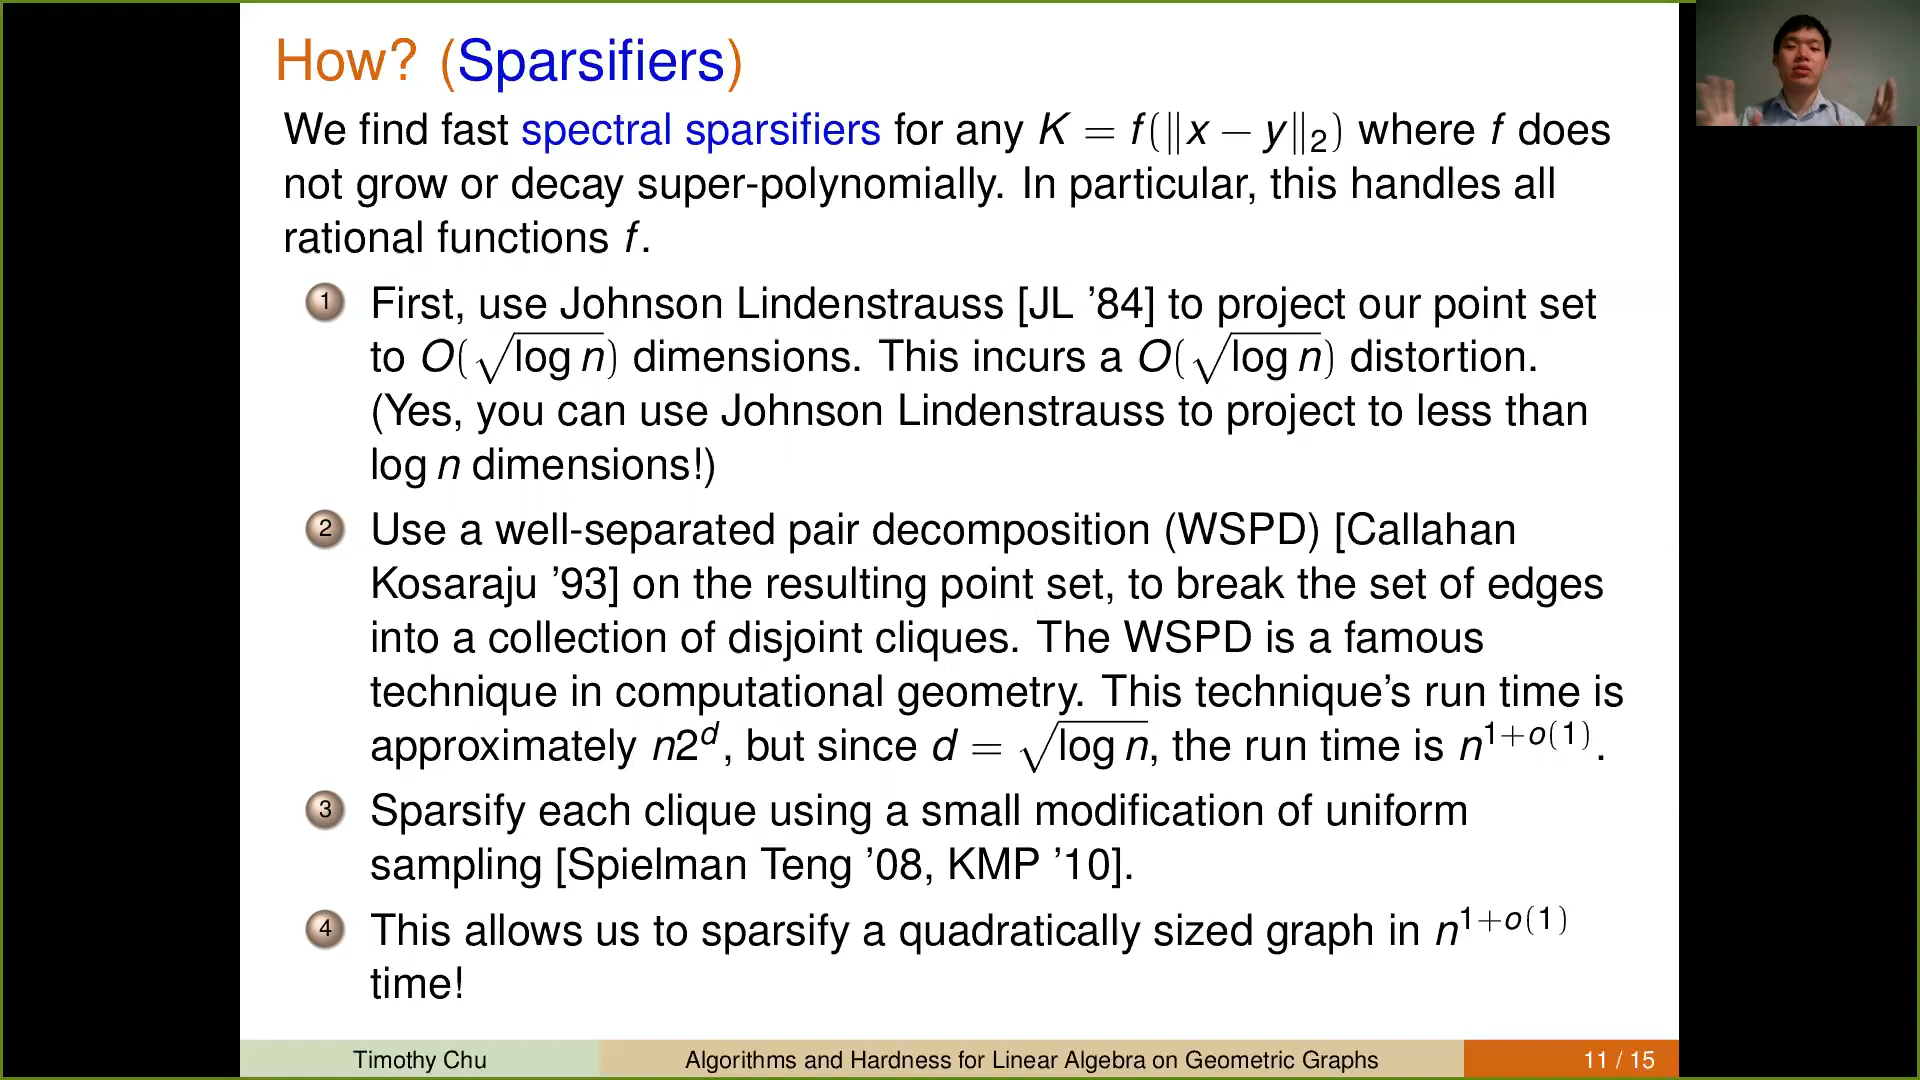 How? (Sparsifiers)
We find fast spectral sparsifiers for any K = f(‖x − y‖₂) where f does
not grow or decay super-polynomially. In particular, this handles all
rational functions f.
1 First, use Johnson Lindenstrauss [JL ’84] to project our point set
to O(√log n) dimensions. This incurs a O(√log n) distortion.
(Yes, you can use Johnson Lindenstrauss to project to less than
log n dimensions!)
2 Use a well-separated pair decomposition (WSPD) [Callahan
Kosaraju ’93] on the resulting point set, to break the set of edges
into a collection of disjoint cliques. The WSPD is a famous
technique in computational geometry. This technique’s run time is
approximately n2^d, but since d = √log n, the run time is n^{1+o(1)}.
3 Sparsify each clique using a small modification of uniform
sampling [Spielman Teng ’08, KMP ’10].
4 This allows us to sparsify a quadratically sized graph in n^{1+o(1)}
time!
Timothy Chu Algorithms and Hardness for Linear Algebra on Geometric Graphs 11 / 15